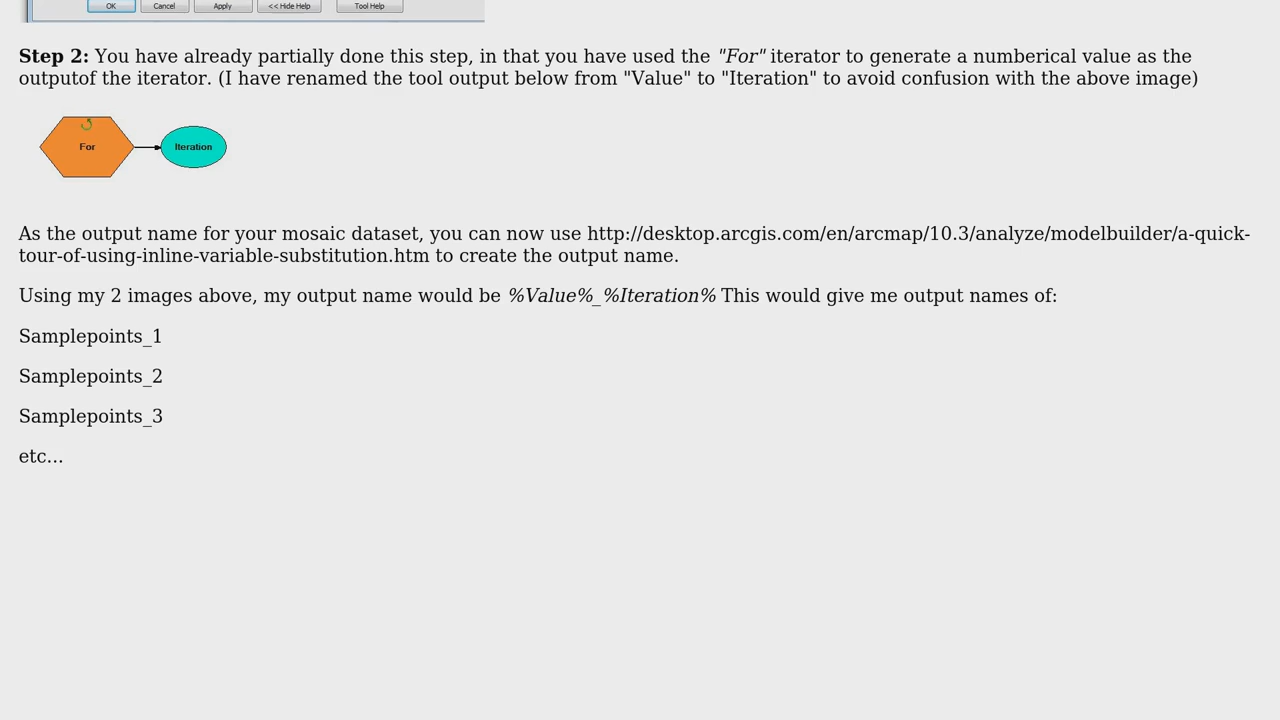 OK Cancel Apply << Hide Help Tool Help
Step 2: You have already partially done this step, in that you have used the "For" iterator to generate a numberical value as the
outputof the iterator. (I have renamed the tool output below from "Value" to "Iteration" to avoid confusion with the above image)
For Iteration
As the output name for your mosaic dataset, you can now use http://desktop.arcgis.com/en/arcmap/10.3/analyze/modelbuilder/a-quick-
tour-of-using-inline-variable-substitution.htm to create the output name.
Using my 2 images above, my output name would be %Value%_%Iteration% This would give me output names of:
Samplepoints_1
Samplepoints_2
Samplepoints_3
etc...